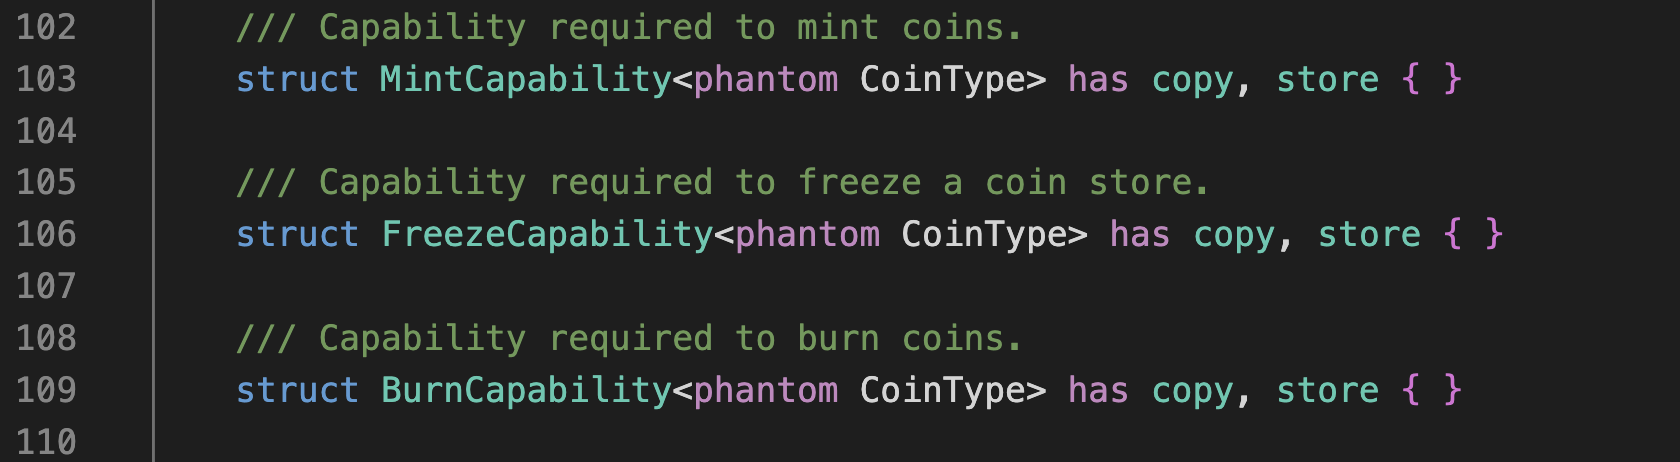 102 /// Capability required to mint coins.
103 struct MintCapability<phantom CoinType> has copy, store { }
104
105 /// Capability required to freeze a coin store.
106 struct FreezeCapability<phantom CoinType> has copy, store { }
107
108 /// Capability required to burn coins.
109 struct BurnCapability<phantom CoinType> has copy, store { }
110